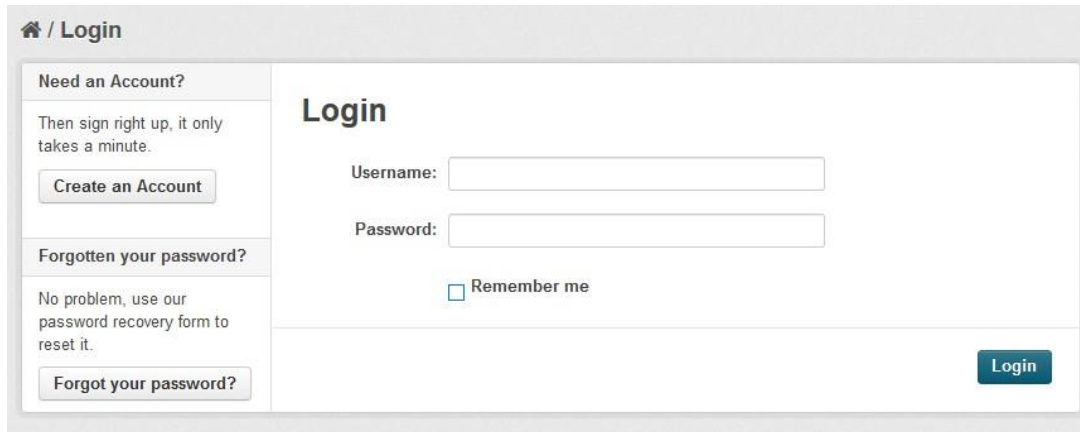 / Login
Need an Account?
Then sign right up, it only
takes a minute.
Create an Account
Forgotten your password?
No problem, use our
password recovery form to
reset it.
Forgot your password?
Login
Username:
Password:
Remember me
Login